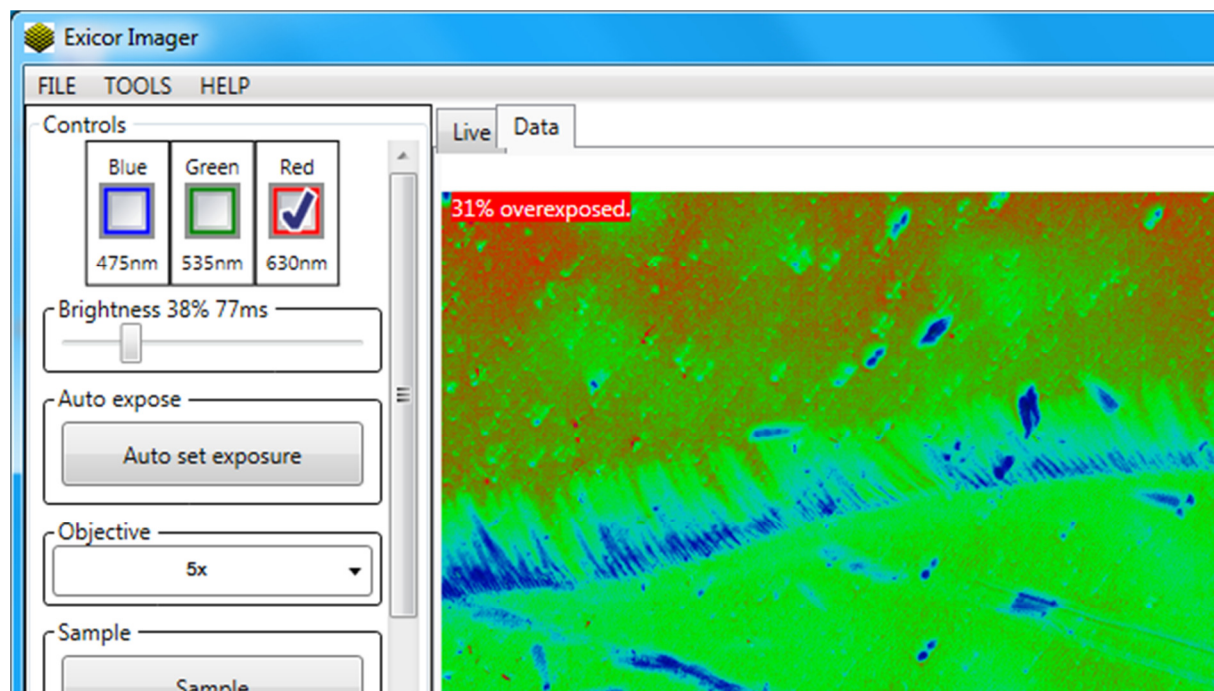 Exicor Imager
FILE TOOLS HELP
Controls
Live Data
Blue Green Red
475nm 535nm 630nm
31% overexposed.
Brightness 38% 77ms
Auto expose
Auto set exposure
Objective
5x
Sample
Sample